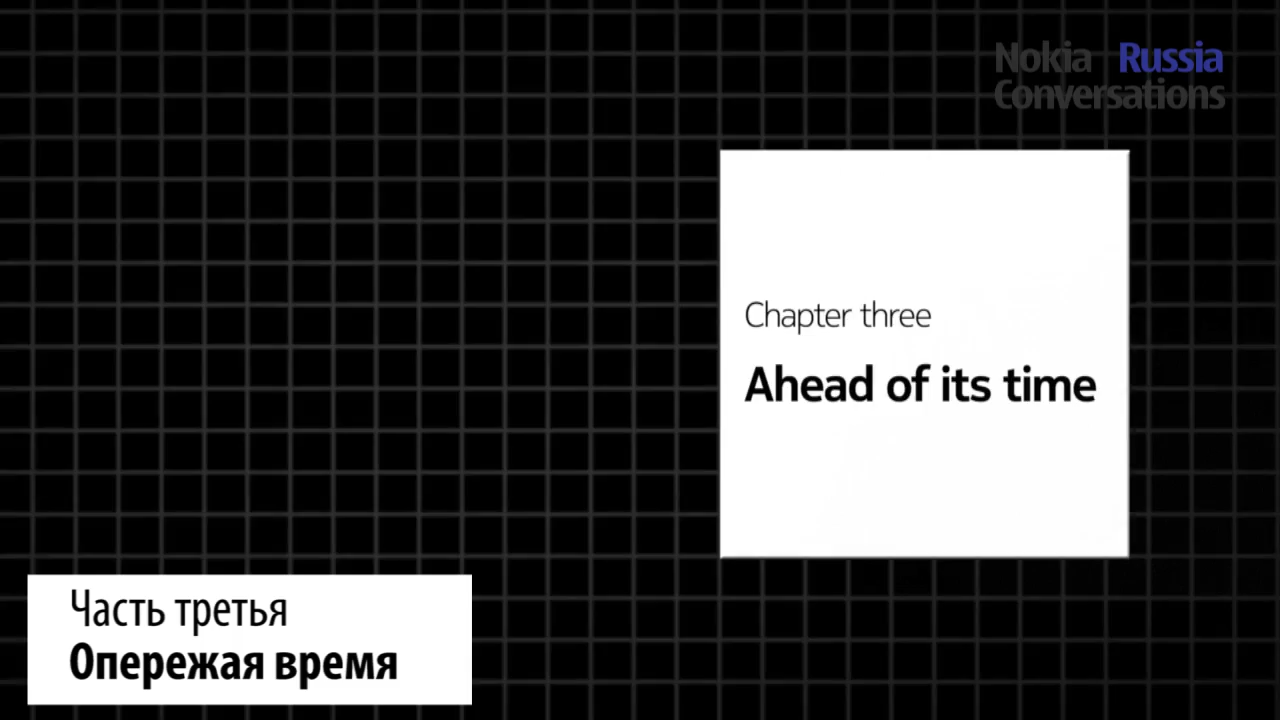 Nokia Russia
Conversations
Chapter three
Ahead of its time
Часть третья
Опережая время